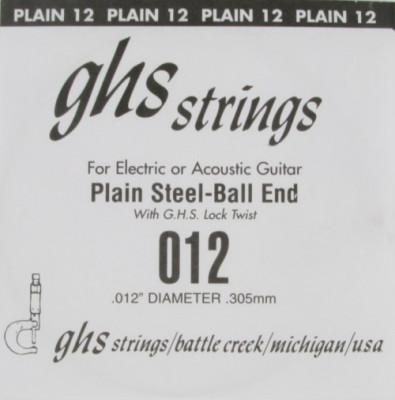 PLAIN 12 PLAIN 12 PLAIN 12 PLAIN 12
ghs strings
For Electric or Acoustic Guitar
Plain Steel-Ball End
With G.H.S. Lock Twist
012
.012" DIAMETER .305mm
ghs strings/battle creek/michigan/u.s.a.